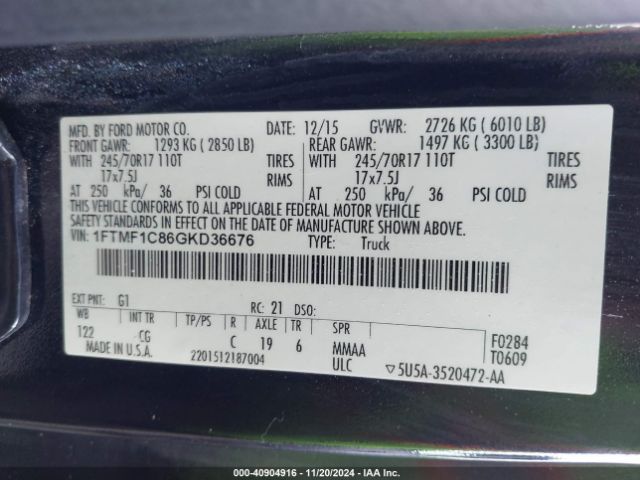 MFD. BY FORD MOTOR CO. DATE: 12/15 GVWR: 2726 KG ( 6010 LB)
FRONT GAWR: 1293 KG ( 2850 LB) REAR GAWR: 1497 KG ( 3300 LB)
WITH 245/70R17 110T TIRES WITH 245/70R17 110T TIRES
17x7.5J RIMS 17x7.5J RIMS
AT 250 kPa/ 36 PSI COLD AT 250 kPa/ 36 PSI COLD
THIS VEHICLE CONFORMS TO ALL APPLICABLE FEDERAL MOTOR VEHICLE
SAFETY STANDARDS IN EFFECT ON THE DATE OF MANUFACTURE SHOWN ABOVE.
VIN: 1FTMF1C86GKD36676 TYPE: Truck
EXT PNT: G1 RC: 21 DSO:
WB INT TR TP/PS R AXLE TR SPR
122 CG C 19 6 MMAA F0284
MADE IN U.S.A. 2201512187004 ULC T0609
▽5U5A-3520472-AA
000-40904916 - 11/20/2024 - IAA Inc.